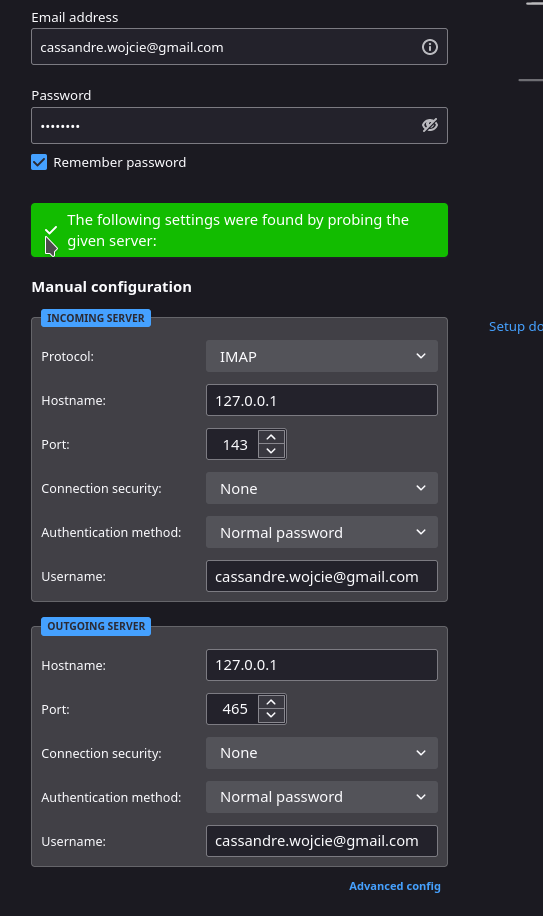 Email address
cassandre.wojcie@gmail.com
Password
••••••••
Remember password
The following settings were found by probing the
given server:
Manual configuration
INCOMING SERVER
Protocol: IMAP
Hostname: 127.0.0.1
Port: 143
Connection security: None
Authentication method: Normal password
Username: cassandre.wojcie@gmail.com
OUTGOING SERVER
Hostname: 127.0.0.1
Port: 465
Connection security: None
Authentication method: Normal password
Username: cassandre.wojcie@gmail.com
Advanced config
Setup do